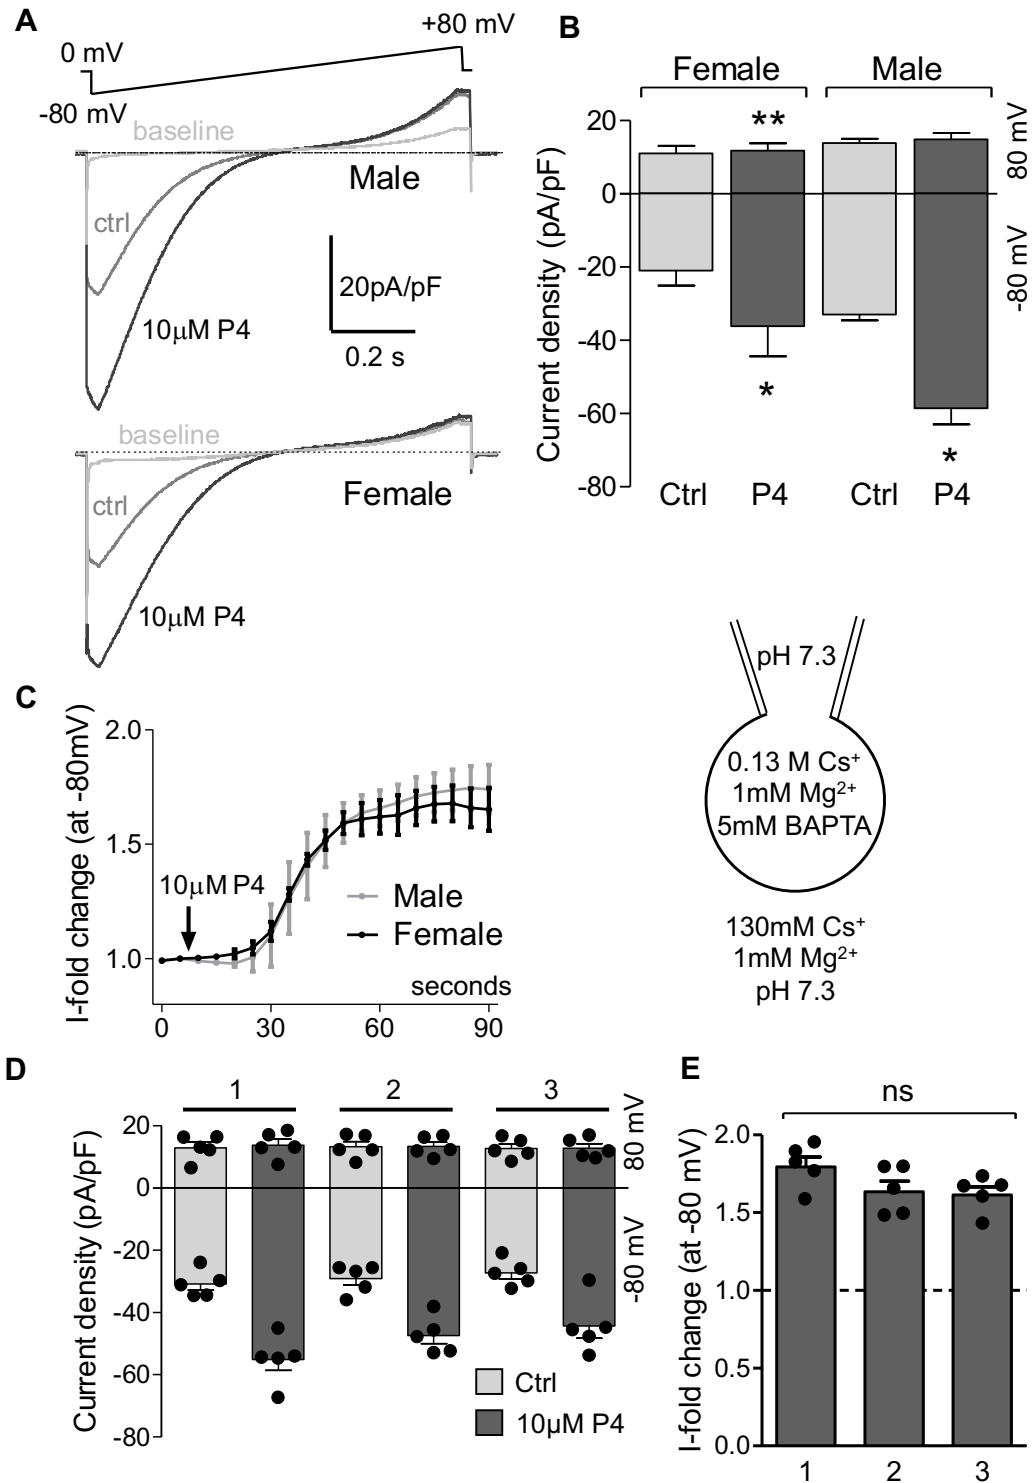 A
+80 mV
0 mV
-80 mV
baseline
Male
ctrl
20pA/pF
10μM P4
0.2 s
baseline
ctrl
Female
10μM P4
B
Female Male
Current density (pA/pF)
20
0
-20
-40
-60
-80
**
*
*
80 mV
-80 mV
Ctrl P4 Ctrl P4
pH 7.3
0.13 M Cs⁺
1mM Mg²⁺
5mM BAPTA
130mM Cs⁺
1mM Mg²⁺
pH 7.3
C
I-fold change (at -80mV)
2.0
1.5
1.0
10μM P4
Male
Female
seconds
0 30 60 90
D
1 2 3
Current density (pA/pF)
20
0
-20
-40
-60
-80
80 mV
-80 mV
Ctrl
10μM P4
E
ns
I-fold change (at -80 mV)
2.0
1.5
1.0
0.5
0.0
1 2 3